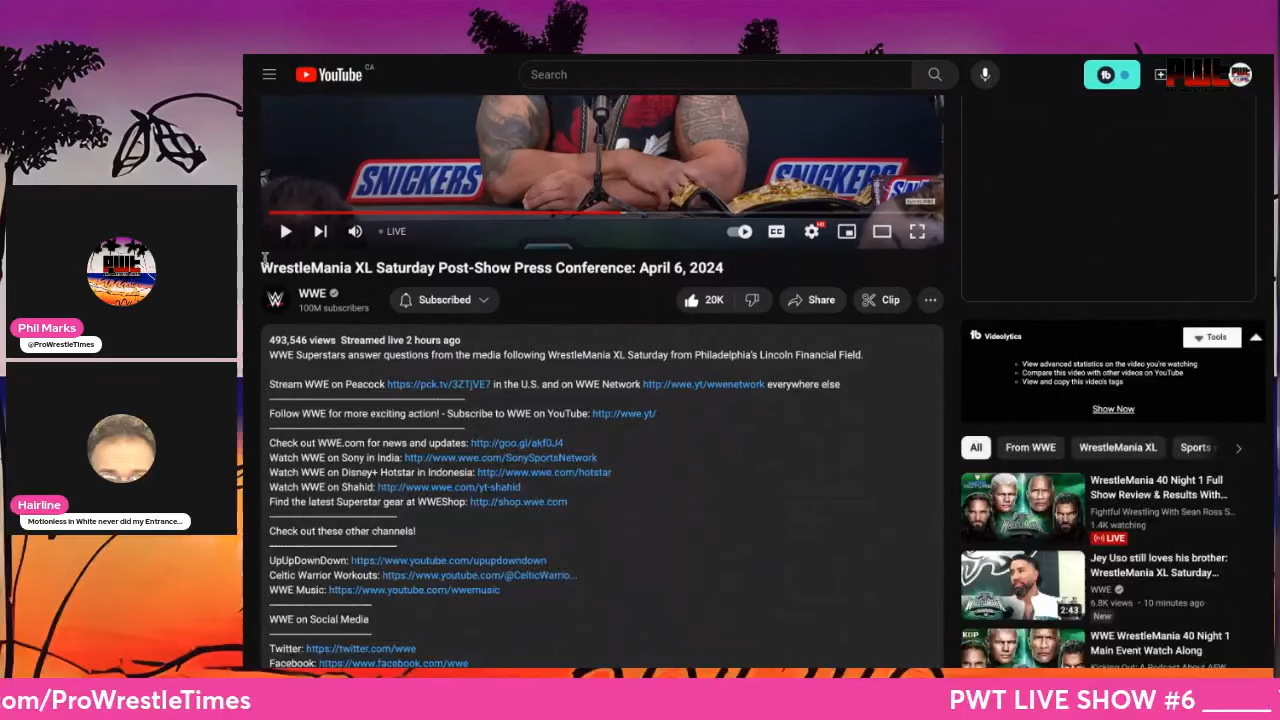 YouTube CA
Search
PWT
SNICKERS
SNICKERS
LIVE
WrestleMania XL Saturday Post-Show Press Conference: April 6, 2024
WWE
100M subscribers
Subscribed
20K
Share
Clip
493,546 views Streamed live 2 hours ago
WWE Superstars answer questions from the media following WrestleMania XL Saturday from Philadelphia's Lincoln Financial Field.
Stream WWE on Peacock https://pck.tv/3ZTjVE7 in the U.S. and on WWE Network http://wwe.yt/wwenetwork everywhere else
Follow WWE for more exciting action! - Subscribe to WWE on YouTube: http://wwe.yt/
Check out WWE.com for news and updates: http://goo.gl/akf0J4
Watch WWE on Sony in India: http://www.wwe.com/SonySportsNetwork
Watch WWE on Disney+ Hotstar in Indonesia: http://www.wwe.com/hotstar
Watch WWE on Shahid: http://www.wwe.com/yt-shahid
Find the latest Superstar gear at WWEShop: http://shop.wwe.com
Check out these other channels!
UpUpDownDown: https://www.youtube.com/upupdowndown
Celtic Warrior Workouts: https://www.youtube.com/@CelticWarrio...
WWE Music: https://www.youtube.com/wwemusic
WWE on Social Media
Twitter: https://twitter.com/wwe
Facebook: https://www.facebook.com/wwe
Videolytics
Tools
View advanced statistics on the video you're watching
Compare this video with other videos on YouTube
View and copy this video's tags
Show Now
All
From WWE
WrestleMania XL
Sports
WrestleMania 40 Night 1 Full
Show Review & Results With...
Fightful Wrestling With Sean Ross S...
1.4K watching
LIVE
Jey Uso still loves his brother:
WrestleMania XL Saturday...
WWE
6.8K views • 10 minutes ago
New
2:43
WWE WrestleMania 40 Night 1
Main Event Watch Along
KOP
Kicking Out: A Podcast About AEW
PWT
Phil Marks
@ProWrestleTimes
Hairline
Motionless in White never did my Entrance...
com/ProWrestleTimes
PWT LIVE SHOW #6 ______